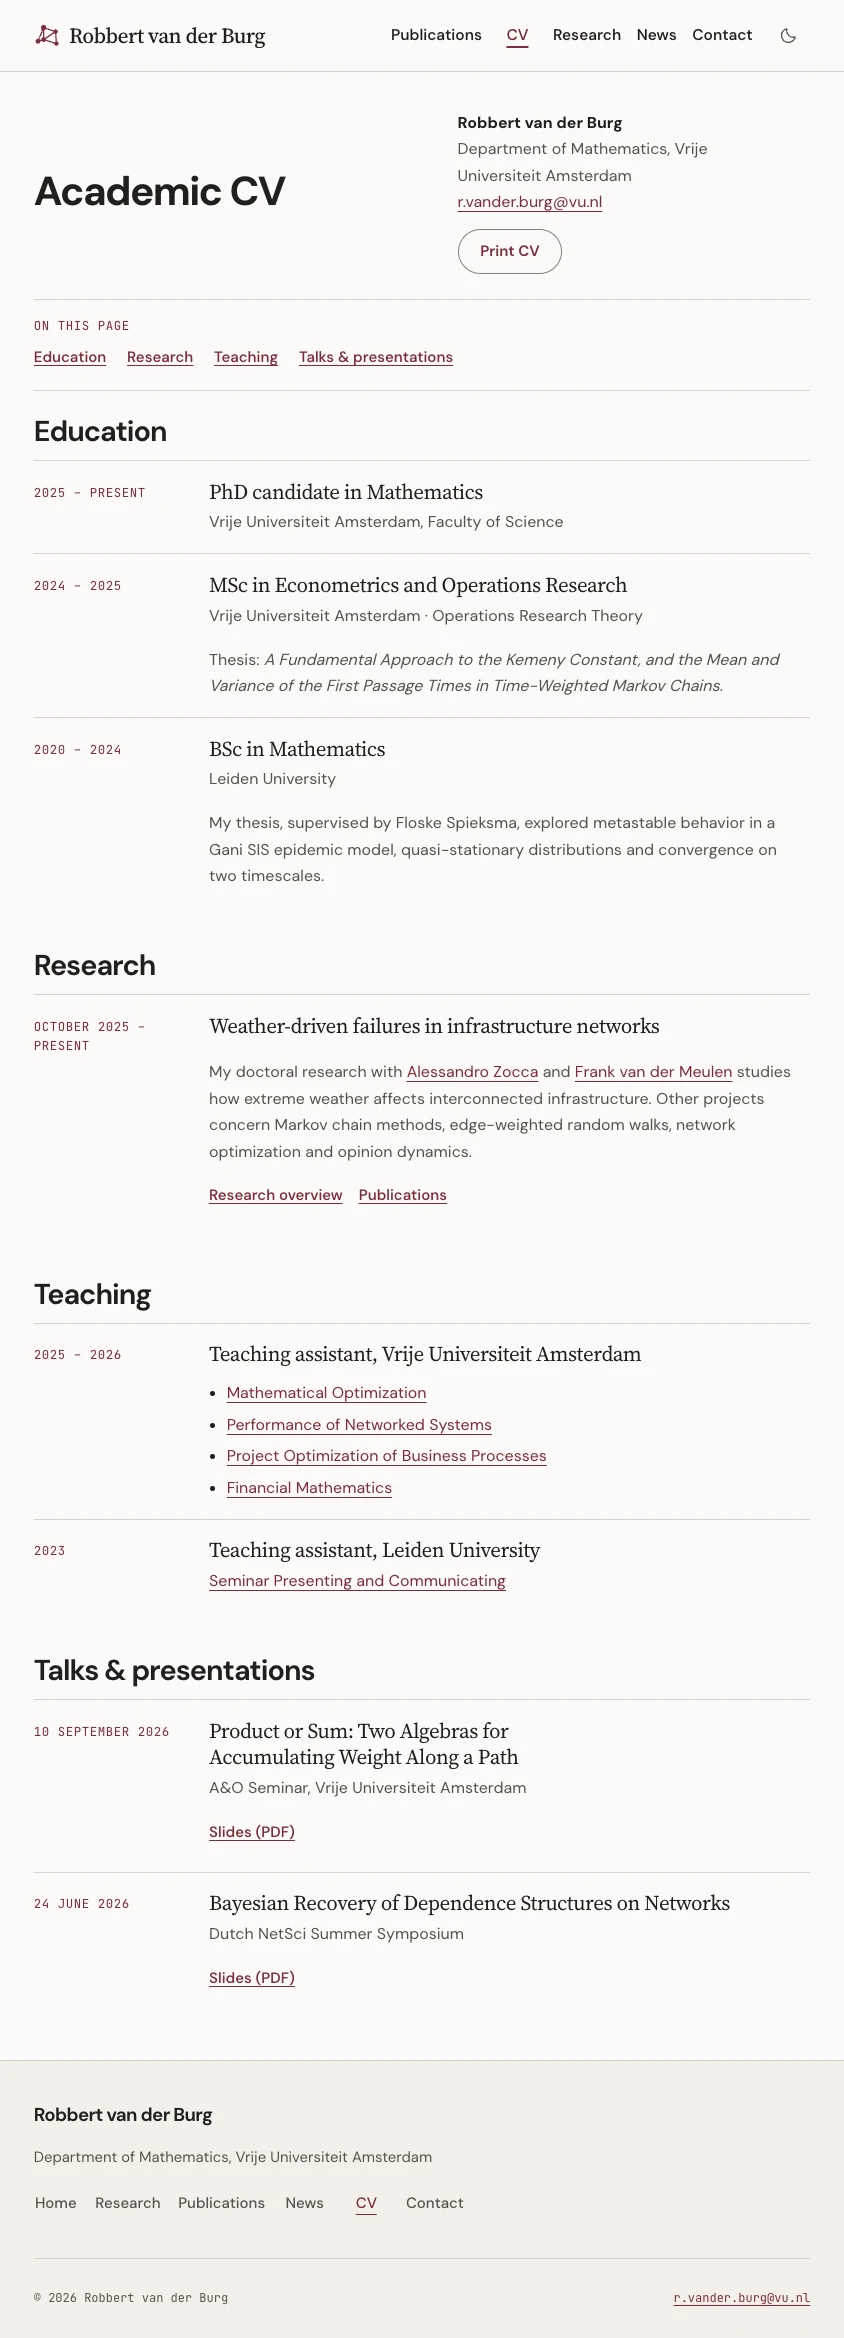 Robbert van der Burg
Publications CV Research News Contact
Academic CV
Robbert van der Burg
Department of Mathematics, Vrije
Universiteit Amsterdam
r.vander.burg@vu.nl
Print CV
ON THIS PAGE
Education Research Teaching Talks & presentations
Education
2025 – PRESENT
PhD candidate in Mathematics
Vrije Universiteit Amsterdam, Faculty of Science
2024 – 2025
MSc in Econometrics and Operations Research
Vrije Universiteit Amsterdam · Operations Research Theory
Thesis: A Fundamental Approach to the Kemeny Constant, and the Mean and
Variance of the First Passage Times in Time-Weighted Markov Chains.
2020 – 2024
BSc in Mathematics
Leiden University
My thesis, supervised by Floske Spieksma, explored metastable behavior in a
Gani SIS epidemic model, quasi-stationary distributions and convergence on
two timescales.
Research
OCTOBER 2025 –
PRESENT
Weather-driven failures in infrastructure networks
My doctoral research with Alessandro Zocca and Frank van der Meulen studies
how extreme weather affects interconnected infrastructure. Other projects
concern Markov chain methods, edge-weighted random walks, network
optimization and opinion dynamics.
Research overview Publications
Teaching
2025 – 2026
Teaching assistant, Vrije Universiteit Amsterdam
• Mathematical Optimization
• Performance of Networked Systems
• Project Optimization of Business Processes
• Financial Mathematics
2023
Teaching assistant, Leiden University
Seminar Presenting and Communicating
Talks & presentations
10 SEPTEMBER 2026
Product or Sum: Two Algebras for
Accumulating Weight Along a Path
A&O Seminar, Vrije Universiteit Amsterdam
Slides (PDF)
24 JUNE 2026
Bayesian Recovery of Dependence Structures on Networks
Dutch NetSci Summer Symposium
Slides (PDF)
Robbert van der Burg
Department of Mathematics, Vrije Universiteit Amsterdam
Home Research Publications News CV Contact
© 2026 Robbert van der Burg
r.vander.burg@vu.nl